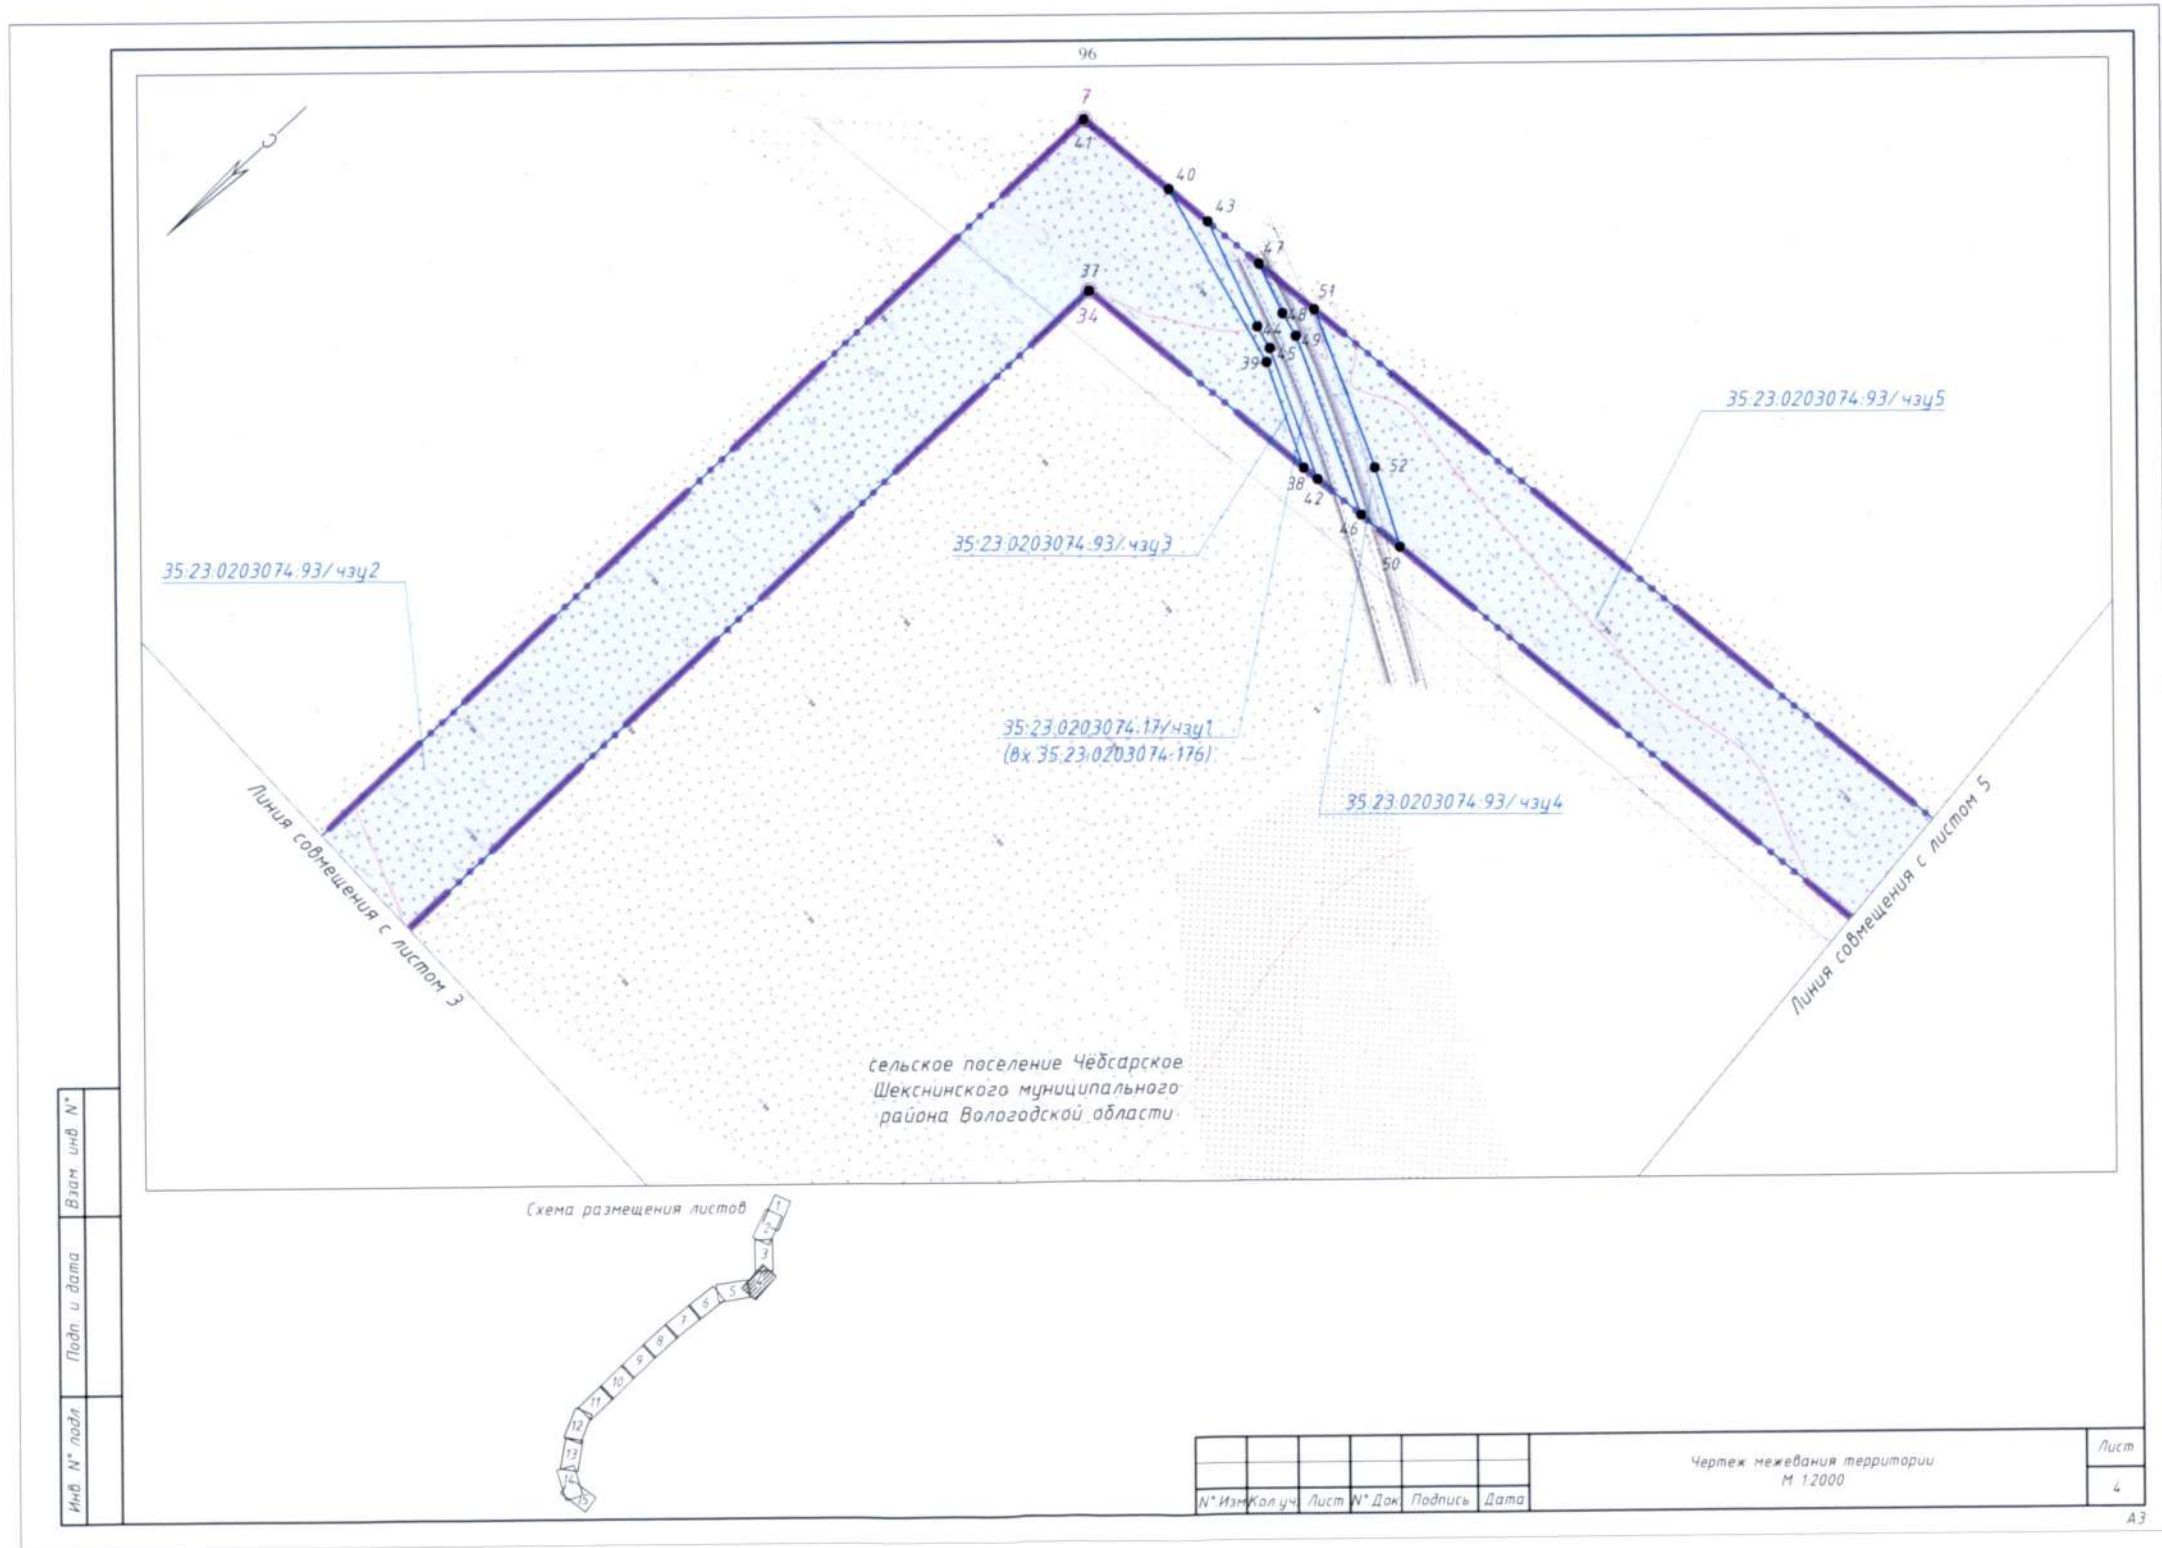 96
С
7
41
40
43
47
51
37
34
48
44
49
45
39
52
38
42
46
50
35:23:0203074:93/чзу5
35:23:0203074:93/чзу3
35:23:0203074:93/чзу2
35:23:0203074:17/чзу1
(вх.35:23:0203074:176)
35:23:0203074:93/чзу4
Линия совмещения с листом 3
Линия совмещения с листом 5
сельское поселение Чёбсарское
Шекснинского муниципального
района Вологодской области
Схема размещения листов
1
2
3
4
5
6
7
8
9
10
11
12
13
14
15
Взам. инв. N°
Подп. и дата
Инв. N° подл.
N° Изм
Кол.уч.
Лист
N° Док.
Подпись
Дата
Чертеж межевания территории
М 1:2000
Лист
4
А3